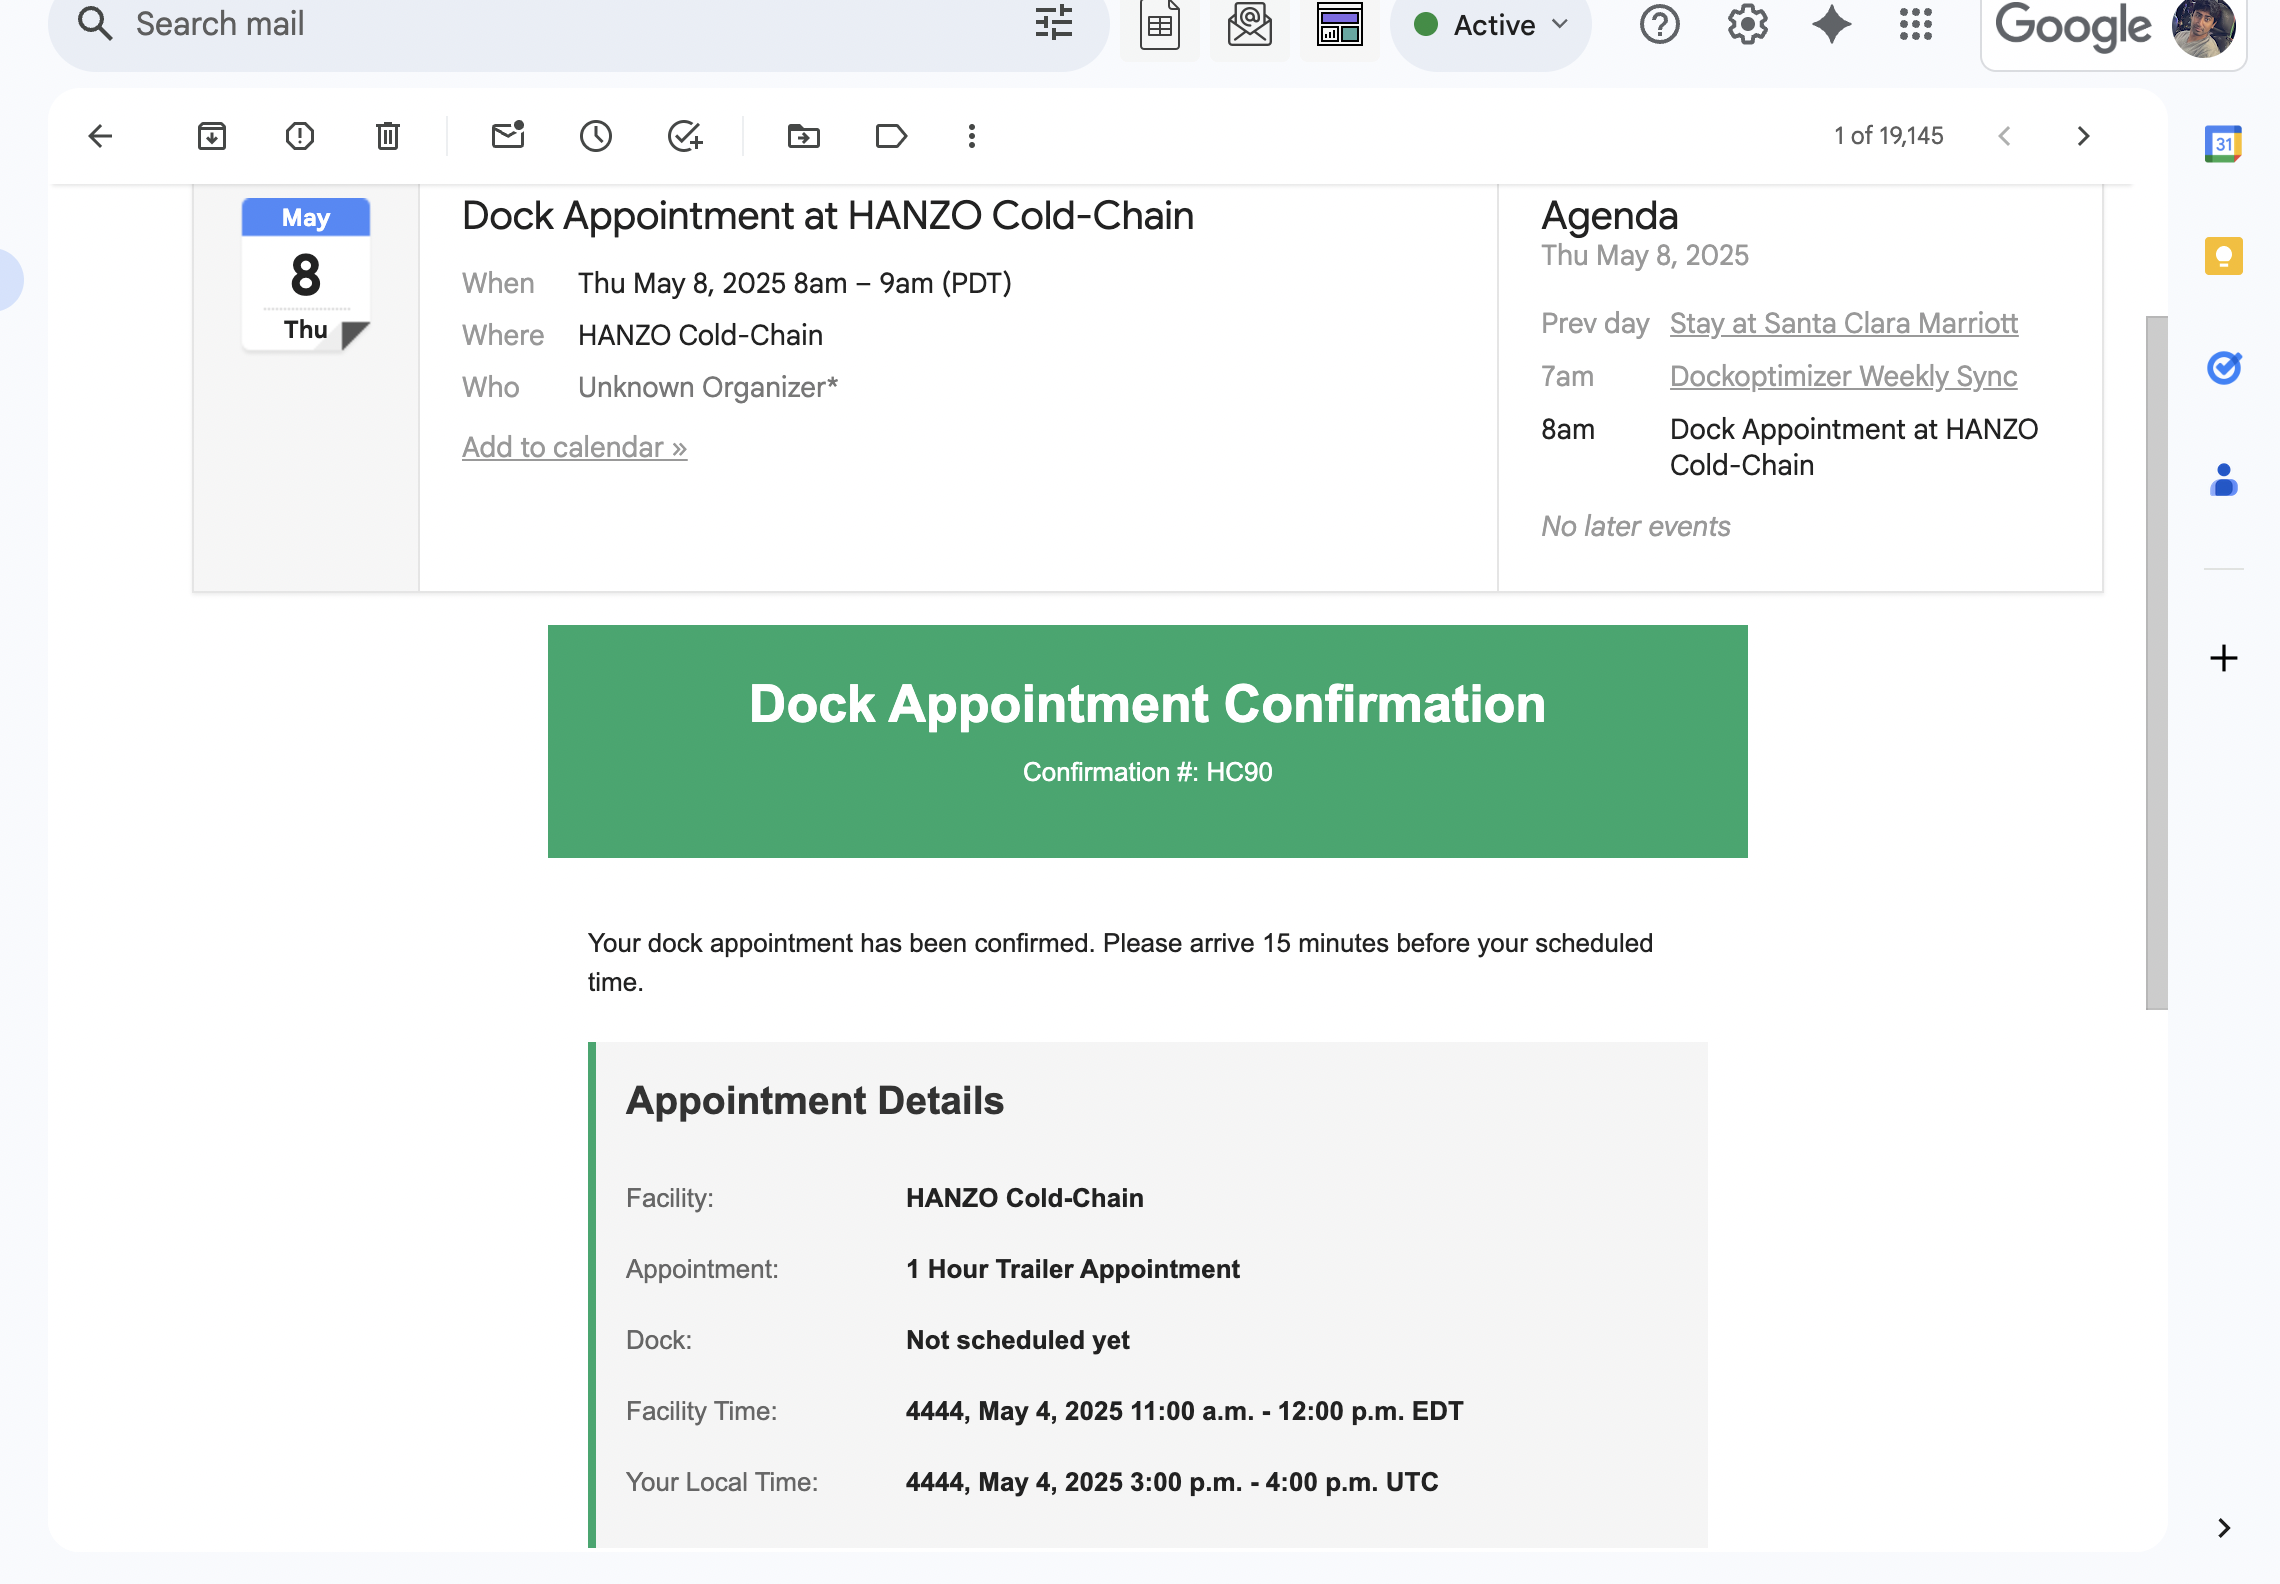 Search mail
Active
Google
1 of 19,145
31
May
8
Thu
Dock Appointment at HANZO Cold-Chain
When Thu May 8, 2025 8am – 9am (PDT)
Where HANZO Cold-Chain
Who Unknown Organizer*
Add to calendar »
Agenda
Thu May 8, 2025
Prev day Stay at Santa Clara Marriott
7am Dockoptimizer Weekly Sync
8am Dock Appointment at HANZO
Cold-Chain
No later events
Dock Appointment Confirmation
Confirmation #: HC90
Your dock appointment has been confirmed. Please arrive 15 minutes before your scheduled
time.
Appointment Details
Facility: HANZO Cold-Chain
Appointment: 1 Hour Trailer Appointment
Dock: Not scheduled yet
Facility Time: 4444, May 4, 2025 11:00 a.m. - 12:00 p.m. EDT
Your Local Time: 4444, May 4, 2025 3:00 p.m. - 4:00 p.m. UTC